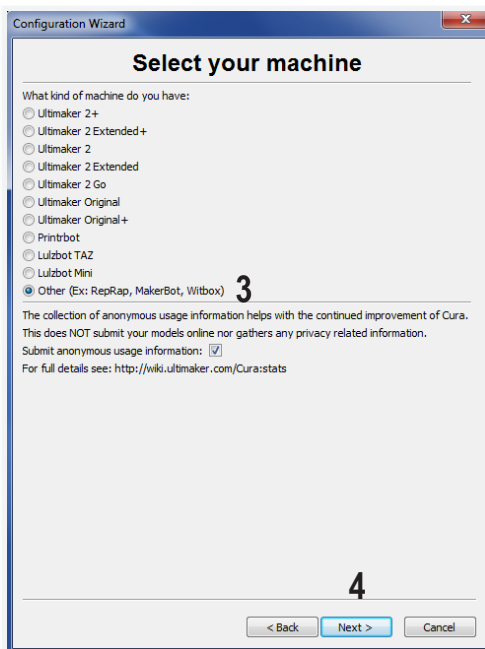 Configuration Wizard
Select your machine
What kind of machine do you have:
Ultimaker 2+
Ultimaker 2 Extended+
Ultimaker 2
Ultimaker 2 Extended
Ultimaker 2 Go
Ultimaker Original
Ultimaker Original+
Printrbot
Lulzbot TAZ
Lulzbot Mini
Other (Ex: RepRap, MakerBot, Witbox) 3
The collection of anonymous usage information helps with the continued improvement of Cura.
This does NOT submit your models online nor gathers any privacy related information.
Submit anonymous usage information:
For full details see: http://wiki.ultimaker.com/Cura:stats
4
< Back Next > Cancel